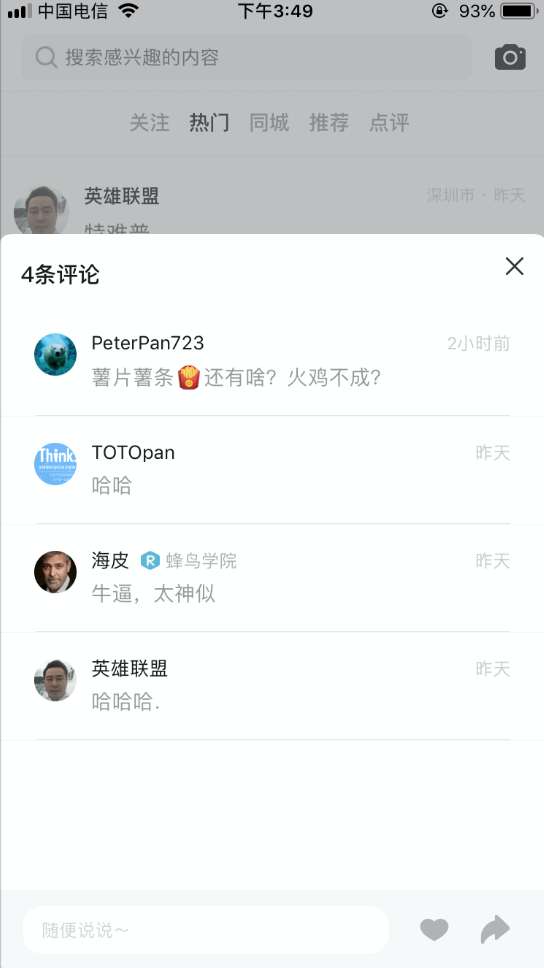 中国电信 下午3:49 93%
搜索感兴趣的内容
关注 热门 同城 推荐 点评
英雄联盟 深圳市 · 昨天
4条评论
PeterPan723 2小时前
薯片薯条🍟还有啥？火鸡不成？
Think.
TOTOpan 昨天
哈哈
海皮 R 蜂鸟学院 昨天
牛逼，太神似
英雄联盟 昨天
哈哈哈.
随便说说～